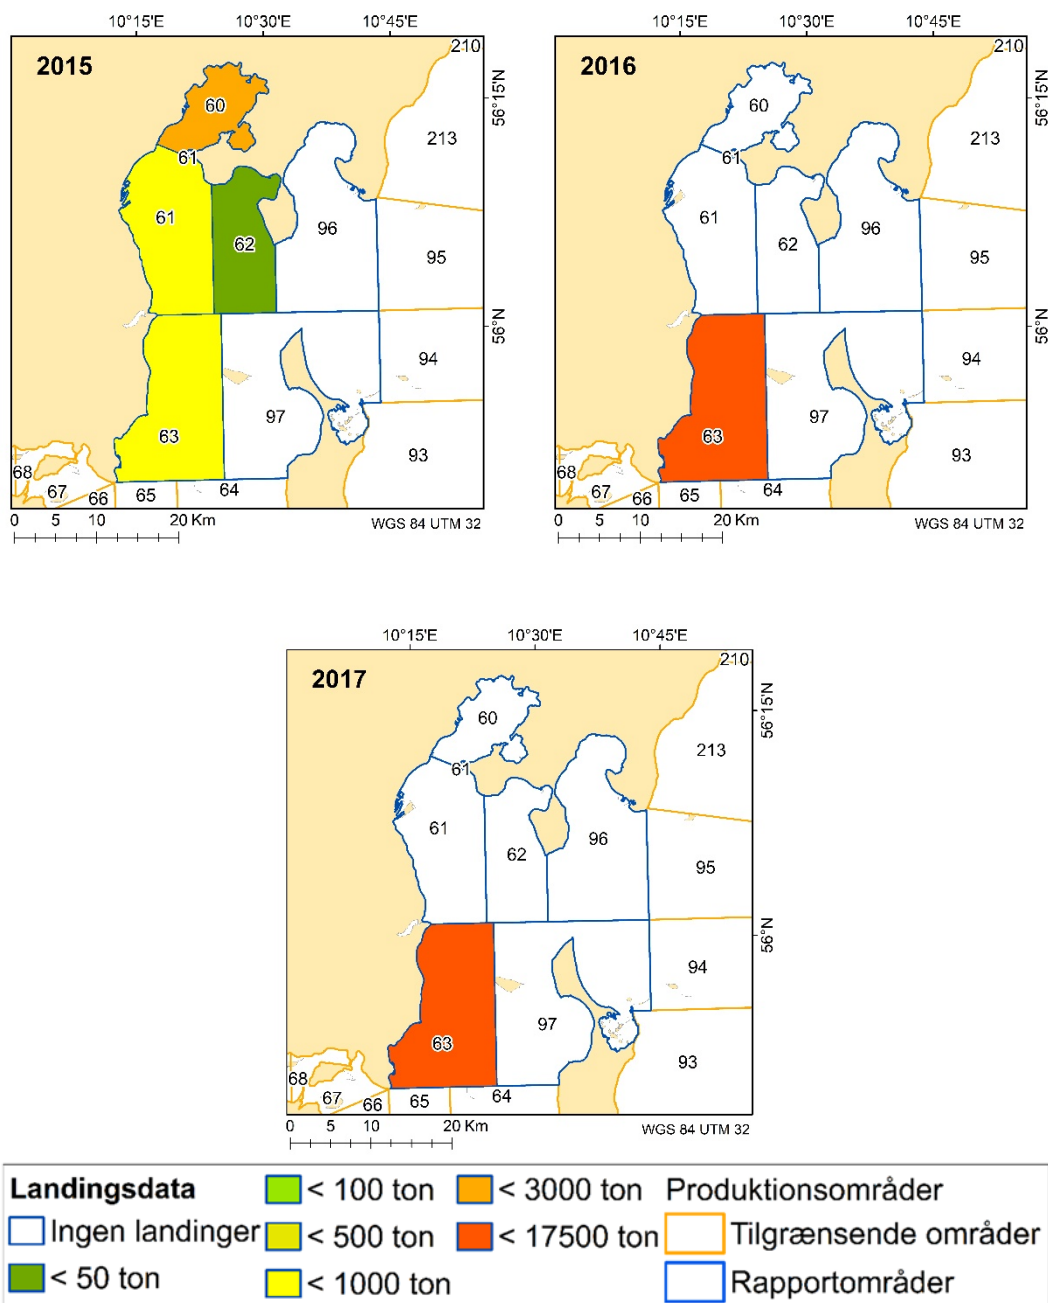 10°15'E 10°30'E 10°45'E
2015
210
56°15'N
60
213
61
61
62
96
95
56°N
94
63
97
93
68
67
66
65
64
0 5 10 20 Km
WGS 84 UTM 32
10°15'E 10°30'E 10°45'E
2016
210
56°15'N
60
213
61
61
62
96
95
56°N
94
63
97
93
68
67
66
65
64
0 5 10 20 Km
WGS 84 UTM 32
10°15'E 10°30'E 10°45'E
2017
210
56°15'N
60
213
61
61
62
96
95
56°N
94
63
97
93
68
67
66
65
64
0 5 10 20 Km
WGS 84 UTM 32
Landingsdata
Ingen landinger
< 50 ton
< 100 ton
< 500 ton
< 1000 ton
< 3000 ton
< 17500 ton
Produktionsområder
Tilgrænsende områder
Rapportområder